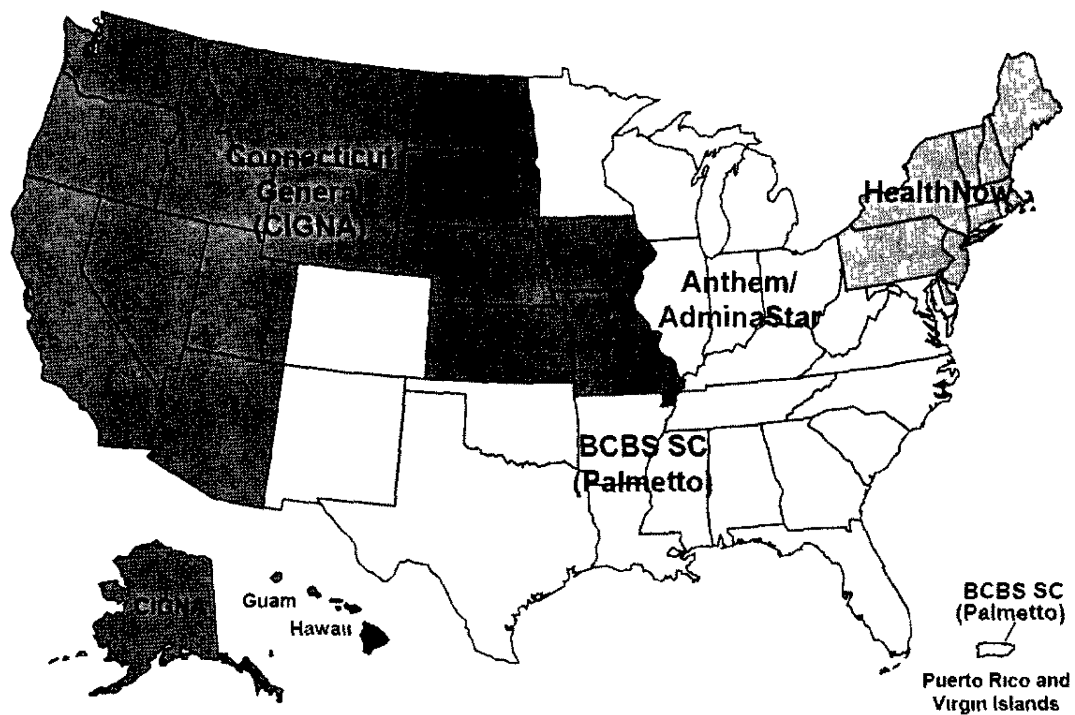 Connecticut
General
(CIGNA)
HealthNow
Anthem/
AdminaStar
BCBS SC
(Palmetto)
CIGNA
Guam
Hawaii
BCBS SC
(Palmetto)
Puerto Rico and
Virgin Islands